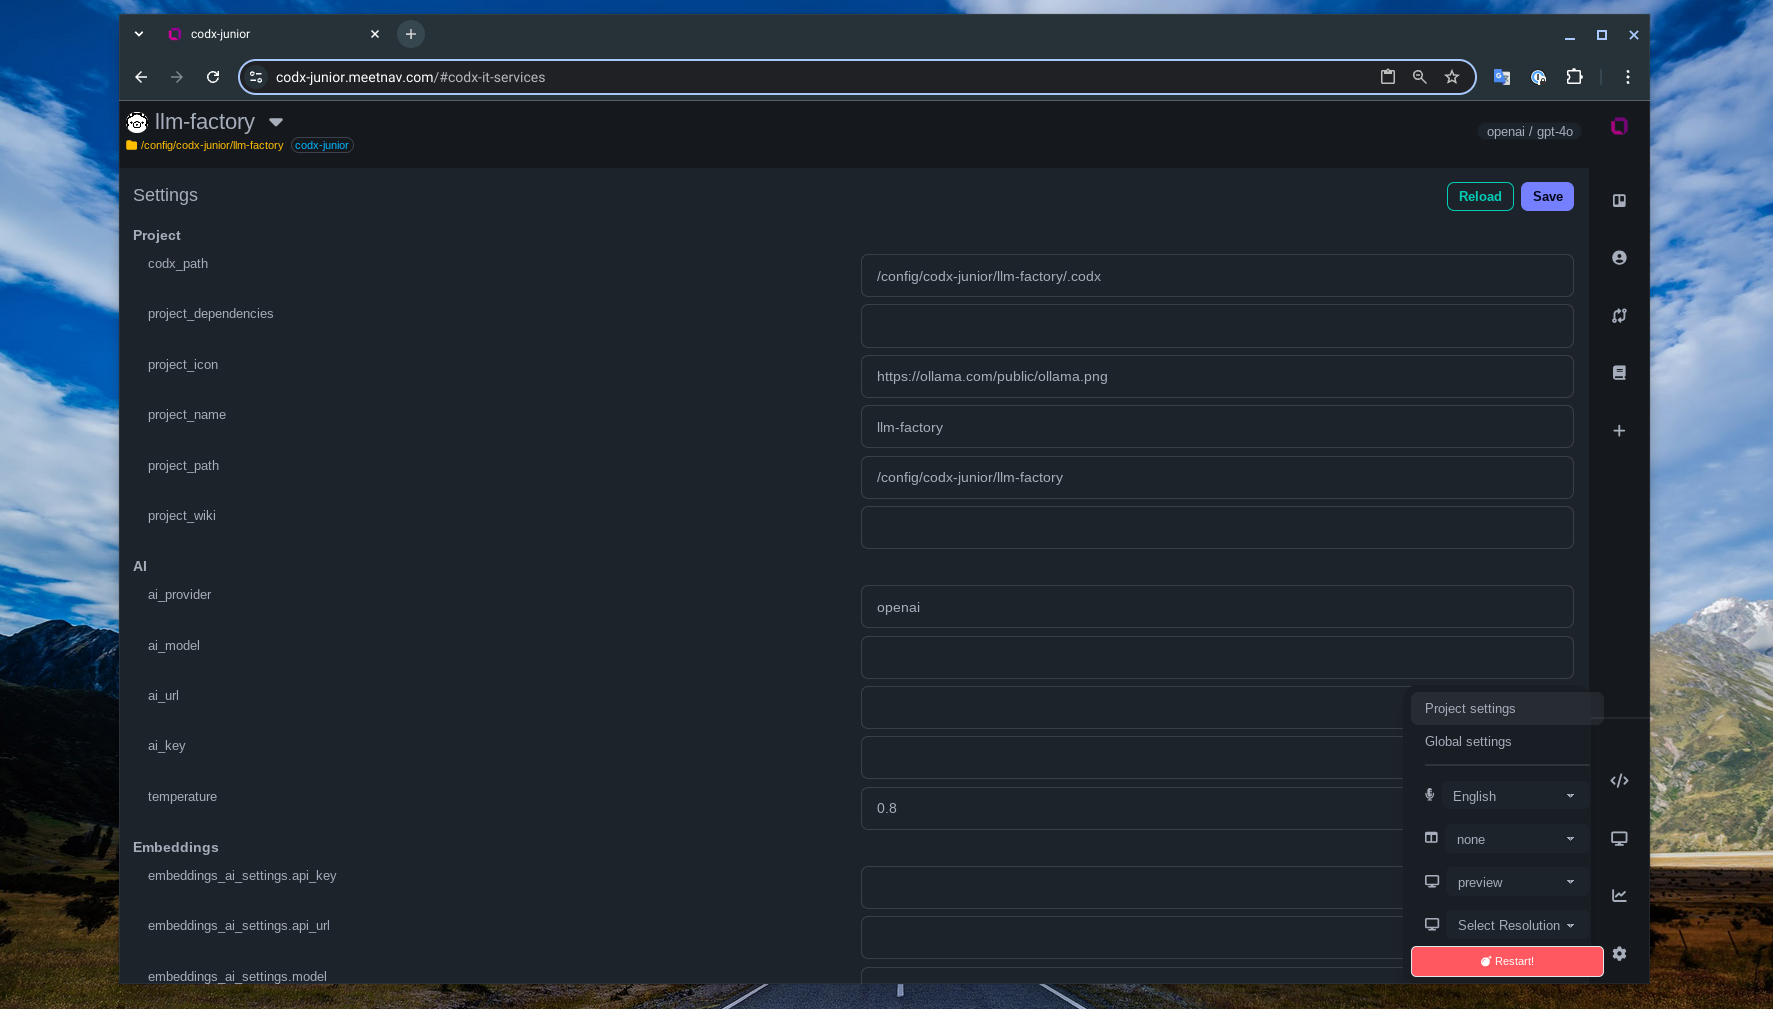 codx-junior
codx-junior.meetnav.com/#codx-it-services
llm-factory
/config/codx-junior/llm-factory codx-junior
openai / gpt-4o
Settings
Reload Save
Project
codx_path
/config/codx-junior/llm-factory/.codx
project_dependencies
project_icon
https://ollama.com/public/ollama.png
project_name
llm-factory
project_path
/config/codx-junior/llm-factory
project_wiki
AI
ai_provider
openai
ai_model
ai_url
ai_key
temperature
0.8
Embeddings
embeddings_ai_settings.api_key
embeddings_ai_settings.api_url
embeddings_ai_settings.model
Project settings
Global settings
English
none
preview
Select Resolution
Restart!